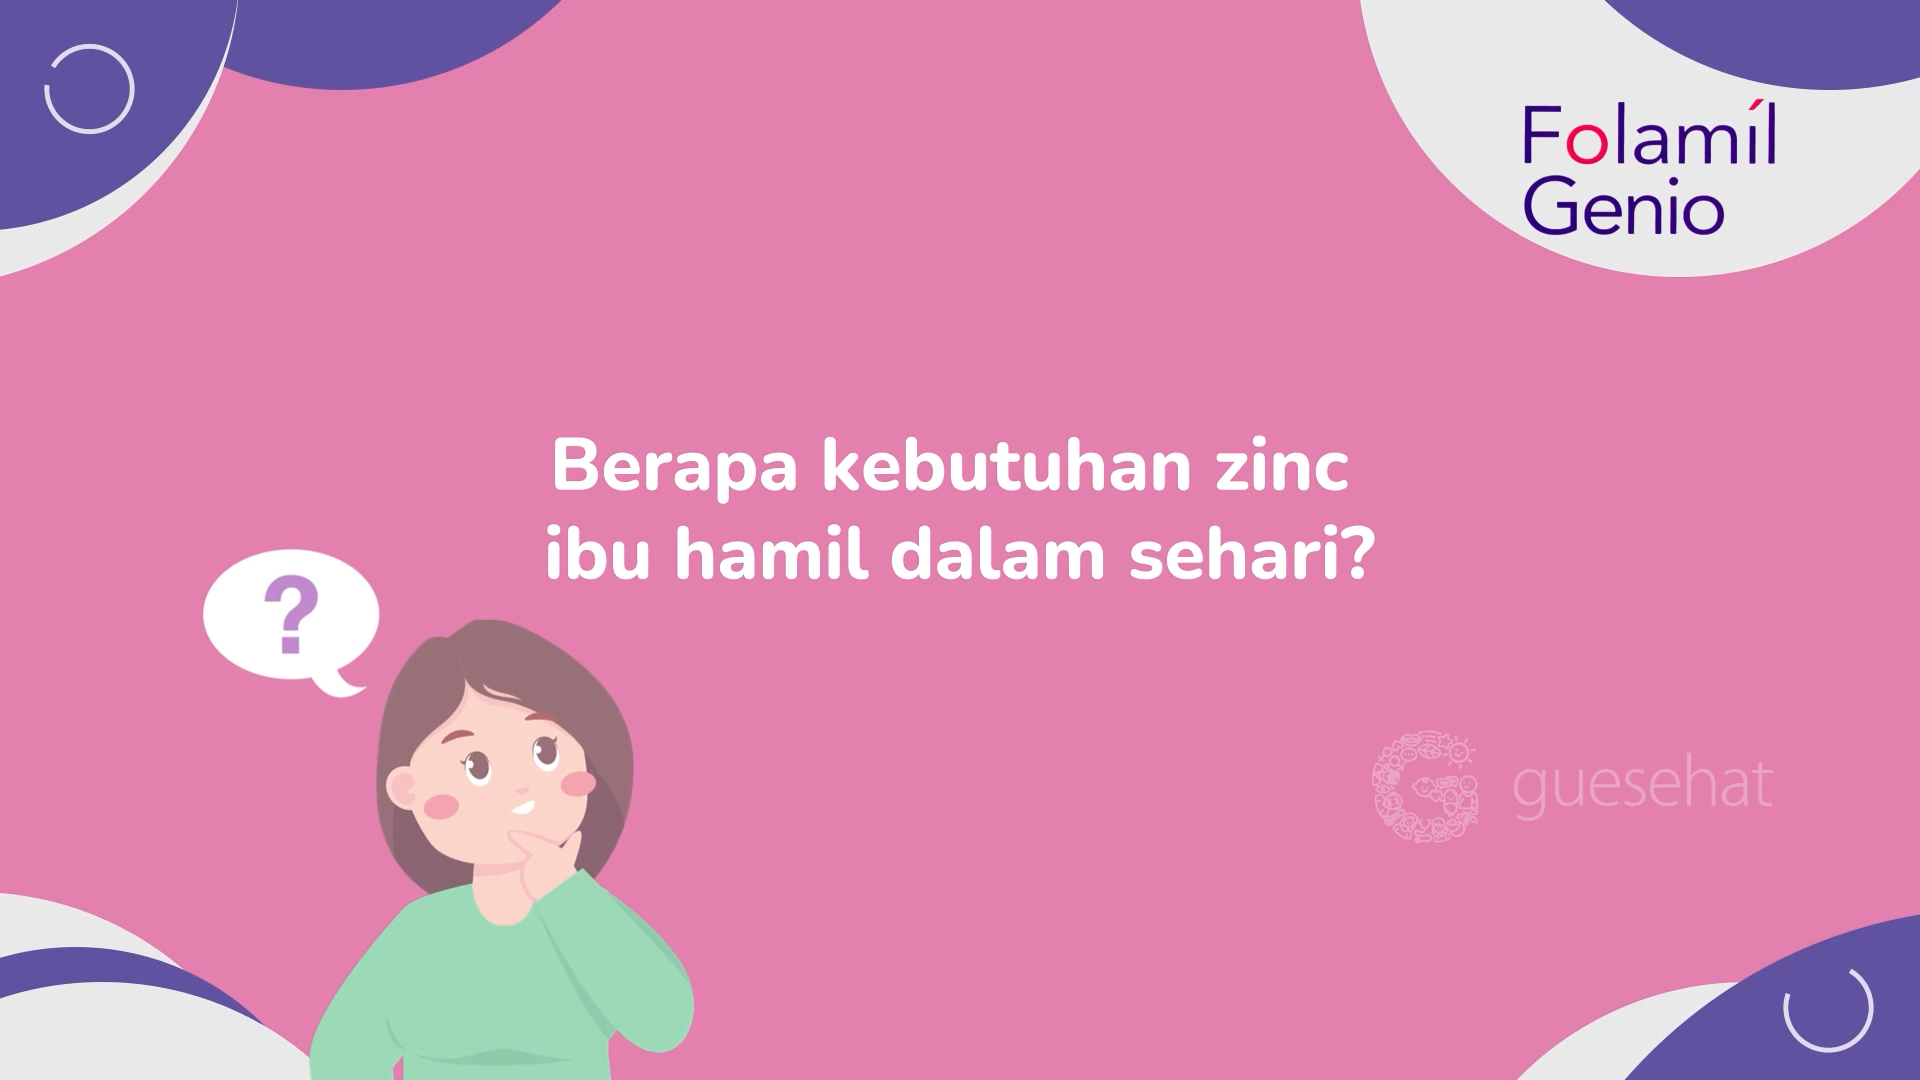 Folamíl
Genio
Berapa kebutuhan zinc
ibu hamil dalam sehari?
?
guesehat